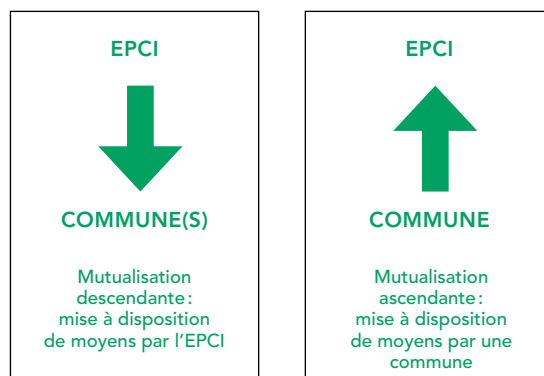 EPCI
COMMUNE(S)
Mutualisation
descendante :
mise à disposition
de moyens par l'EPCI
EPCI
COMMUNE
Mutualisation
ascendante :
mise à disposition
de moyens par une
commune